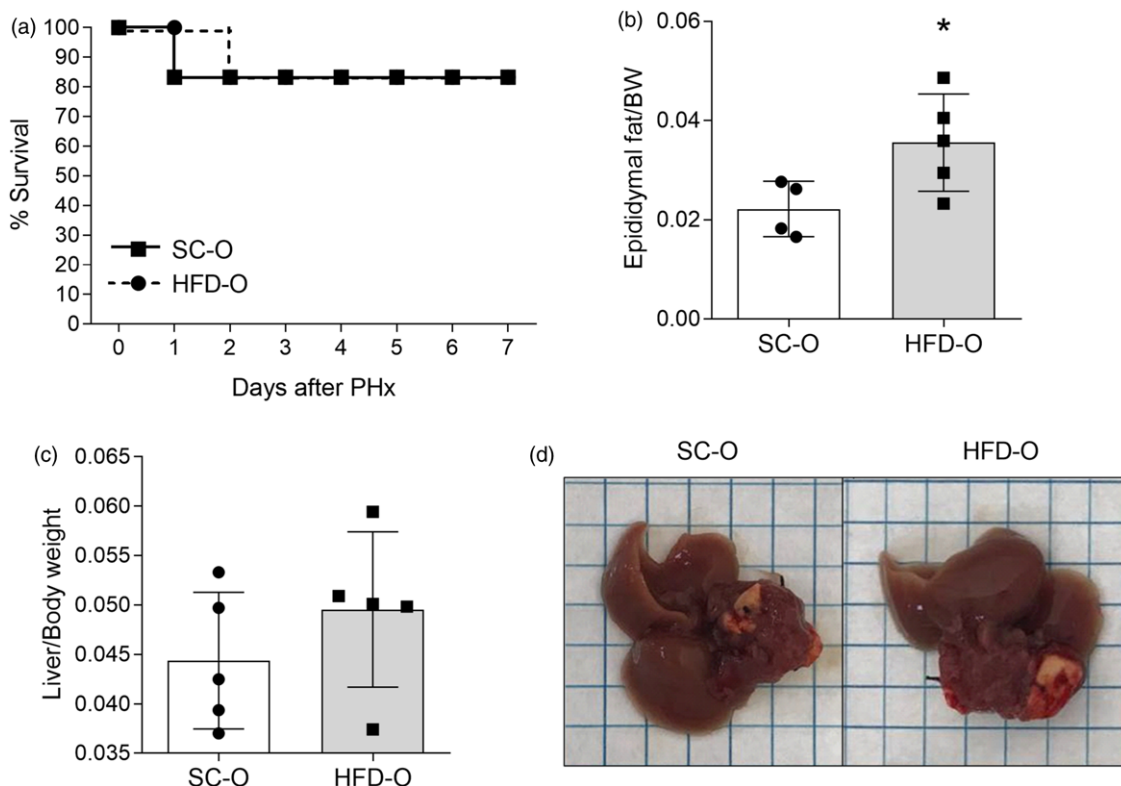 (a)
100
90
80
70
60
50
40
30
20
10
0
% Survival
SC-O
HFD-O
0 1 2 3 4 5 6 7
Days after PHx
(b)
*
0.06
0.04
0.02
0.00
Epididymal fat/BW
SC-O HFD-O
(c)
0.065
0.060
0.055
0.050
0.045
0.040
0.035
Liver/Body weight
SC-O HFD-O
(d)
SC-O HFD-O